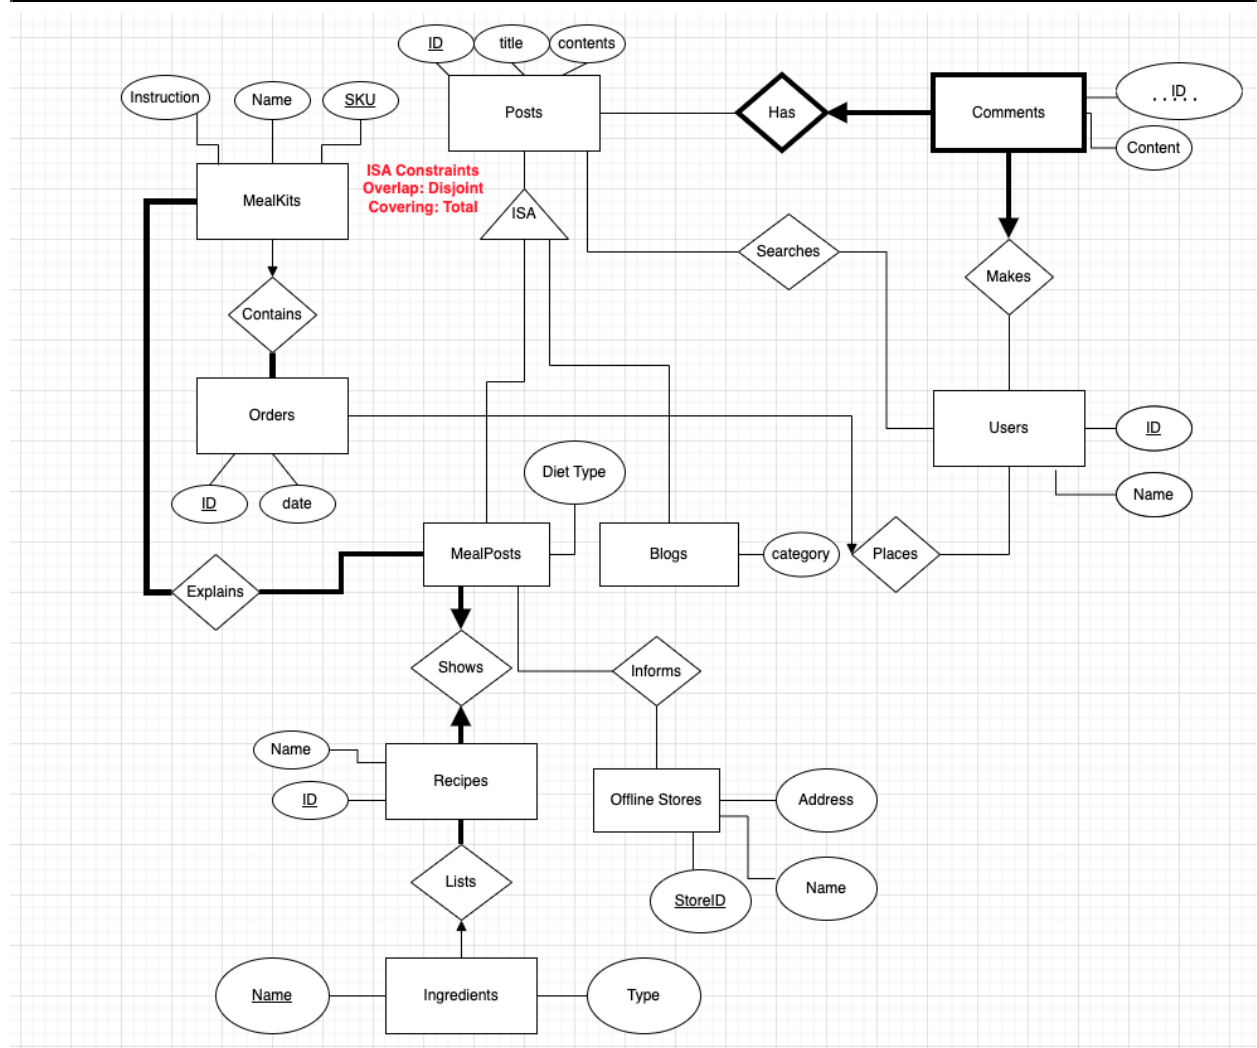 ID
title
contents
Instruction
Name
SKU
Posts
Has
Comments
ID
.....
Content
ISA Constraints
Overlap: Disjoint
Covering: Total
MealKits
ISA
Searches
Makes
Contains
Orders
Users
ID
Name
ID
date
Diet Type
MealPosts
Blogs
category
Places
Explains
Shows
Informs
Name
ID
Recipes
Offline Stores
Address
Name
StoreID
Lists
Name
Ingredients
Type